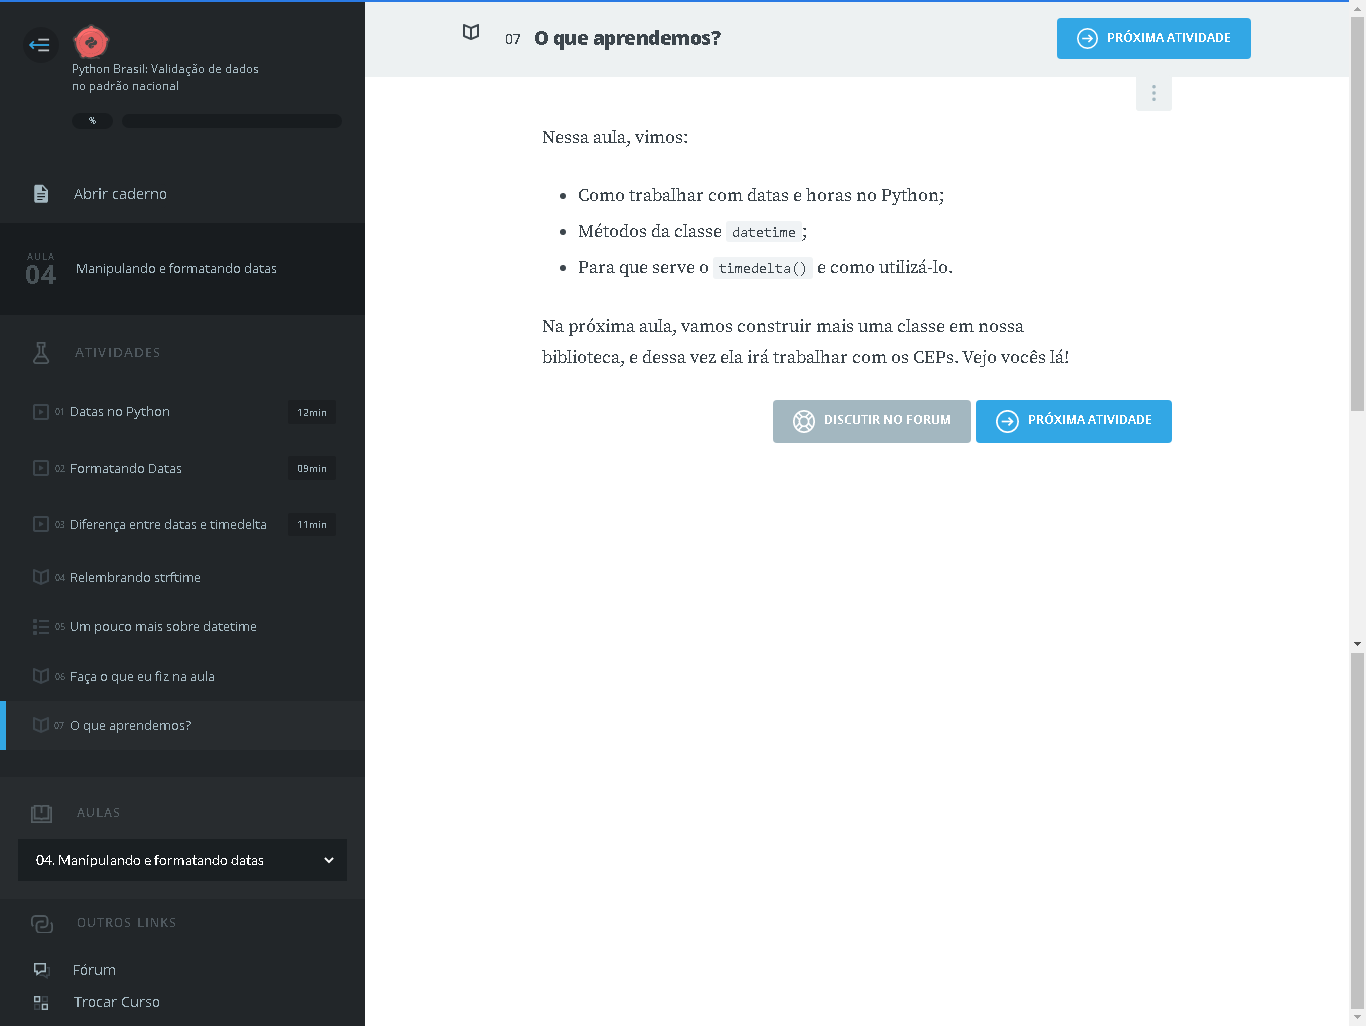 Python Brasil: Validação de dados
no padrão nacional
%
Abrir caderno
AULA
04
Manipulando e formatando datas
ATIVIDADES
01 Datas no Python 12min
02 Formatando Datas 09min
03 Diferença entre datas e timedelta 11min
04 Relembrando strftime
05 Um pouco mais sobre datetime
06 Faça o que eu fiz na aula
07 O que aprendemos?
AULAS
04. Manipulando e formatando datas
OUTROS LINKS
Fórum
Trocar Curso
07 O que aprendemos?
PRÓXIMA ATIVIDADE
Nessa aula, vimos:
• Como trabalhar com datas e horas no Python;
• Métodos da classe datetime;
• Para que serve o timedelta() e como utilizá-lo.
Na próxima aula, vamos construir mais uma classe em nossa
biblioteca, e dessa vez ela irá trabalhar com os CEPs. Vejo vocês lá!
DISCUTIR NO FORUM
PRÓXIMA ATIVIDADE